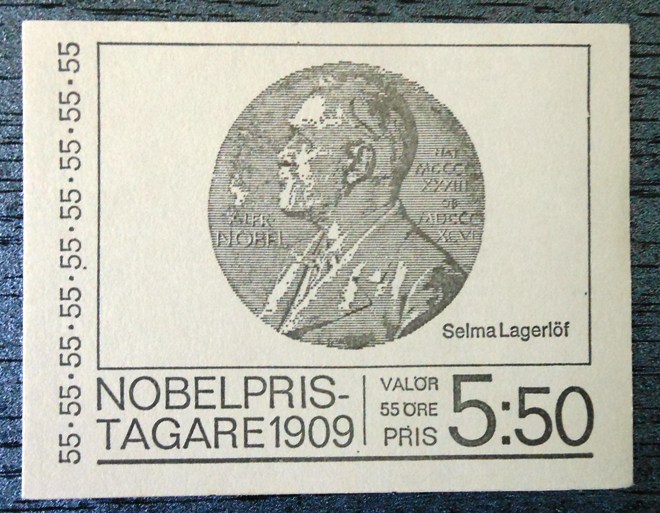 55·55·55·55·55·55·55·55·55·55
ALFR
NOBEL
NAT
MDCCC
XXXIII
OB
MDCCC
XCVI
Selma Lagerlöf
NOBELPRIS-
TAGARE 1909
VALÖR
55 ÖRE
PRIS
5:50